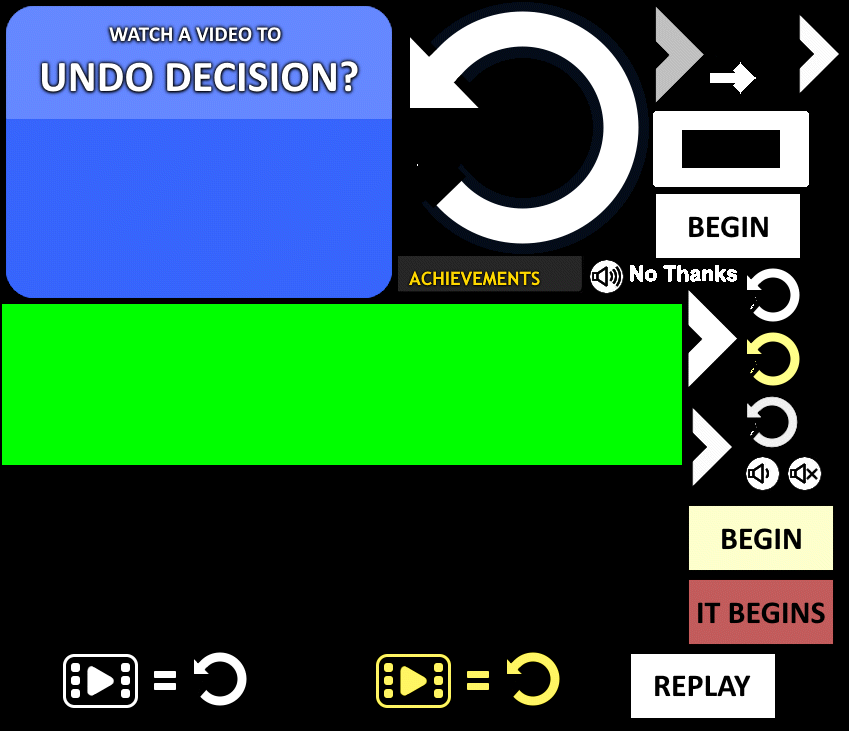 WATCH A VIDEO TO
UNDO DECISION?
BEGIN
ACHIEVEMENTS
No Thanks
BEGIN
IT BEGINS
REPLAY